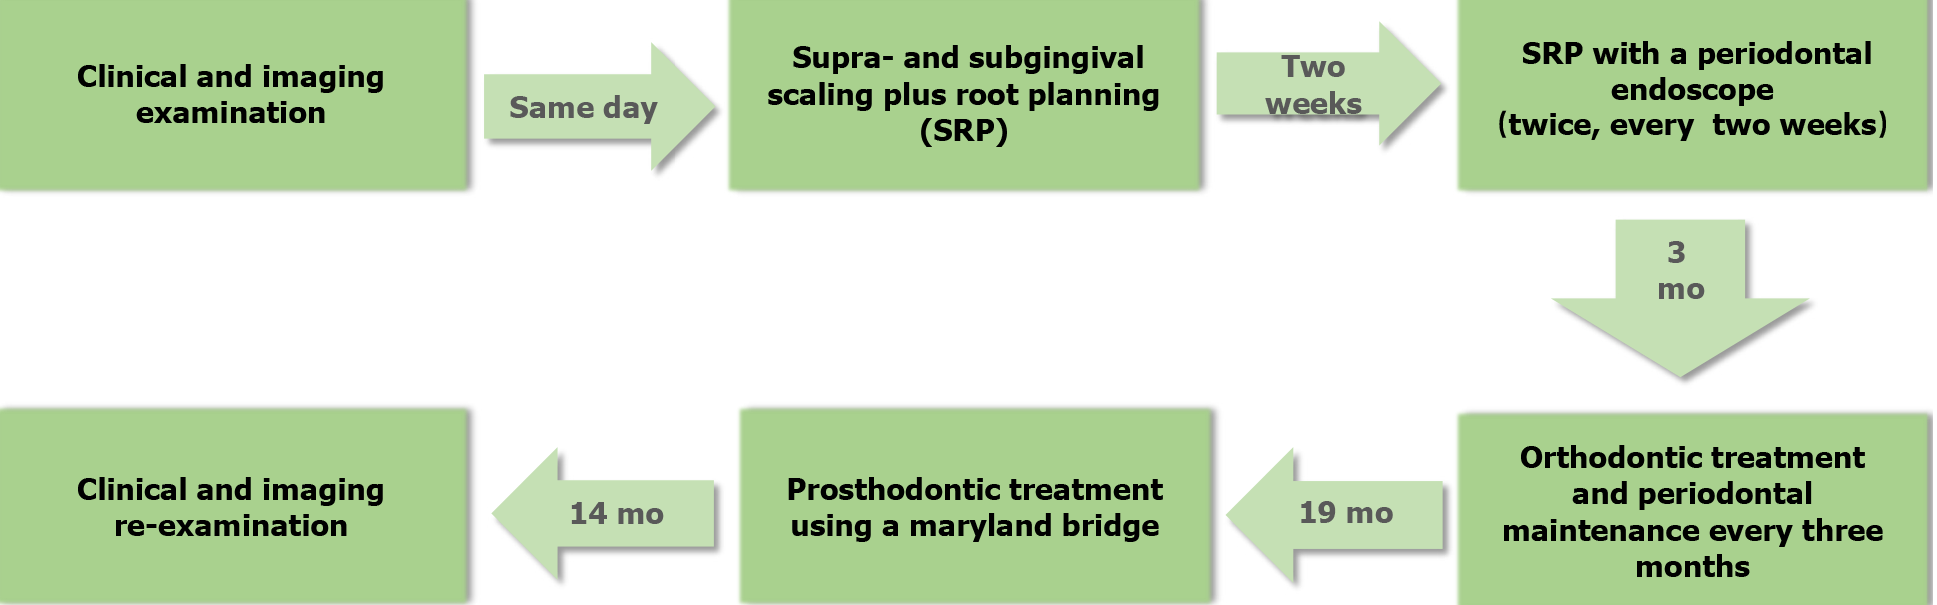 Clinical and imaging
examination
Same day
Supra- and subgingival
scaling plus root planning
(SRP)
Two
weeks
SRP with a periodontal
endoscope
(twice, every  two weeks)
3
mo
Orthodontic treatment
and periodontal
maintenance every three
months
19 mo
Prosthodontic treatment
using a maryland bridge
14 mo
Clinical and imaging
re-examination